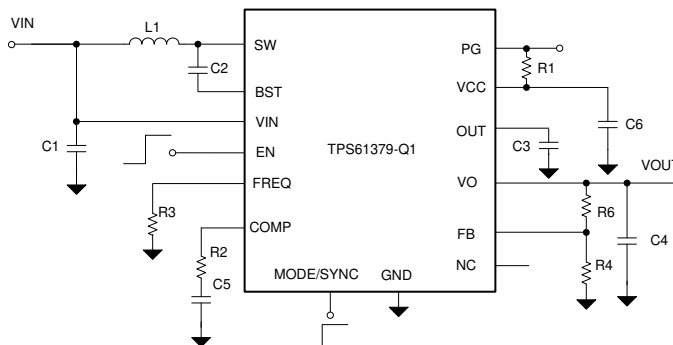 VIN
L1
SW
PG
R1
C2
VCC
BST
C6
VIN
OUT
C1
C3
TPS61379-Q1
EN
VOUT
FREQ
VO
R3
R6
COMP
FB
C4
R2
NC
R4
MODE/SYNC
GND
C5